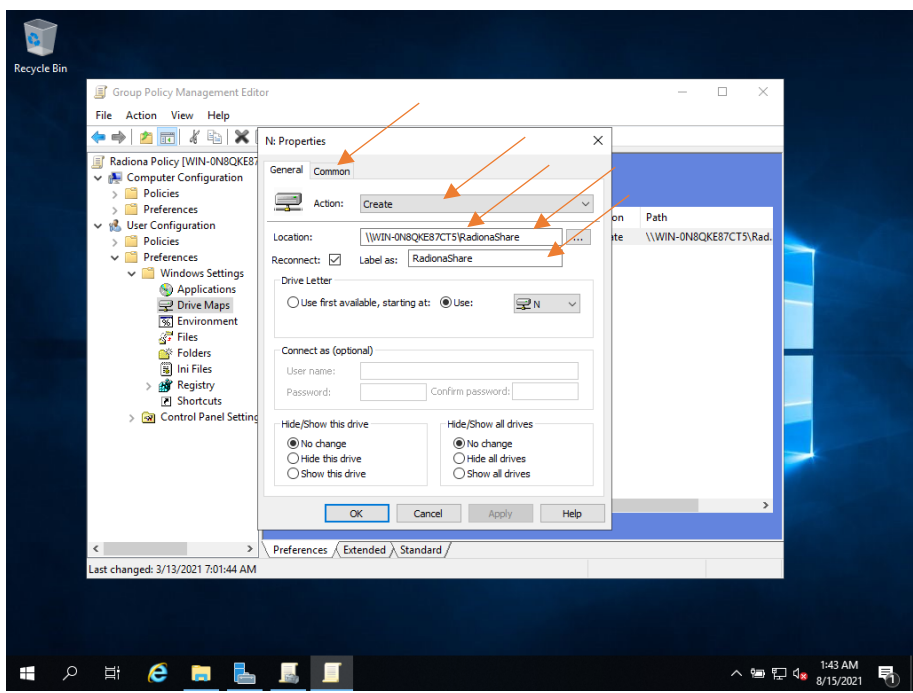 Recycle Bin
Group Policy Management Editor
File Action View Help
Radiona Policy [WIN-0N8QKE87
Computer Configuration
Policies
Preferences
User Configuration
Policies
Preferences
Windows Settings
Applications
Drive Maps
Environment
Files
Folders
Ini Files
Registry
Shortcuts
Control Panel Setting
on Path
ate \\WIN-0N8QKE87CT5\Rad.
N: Properties
General Common
Action: Create
Location: \\WIN-0N8QKE87CT5\RadionaShare ...
Reconnect: Label as: RadionaShare
Drive Letter
Use first available, starting at: Use: N
Connect as (optional)
User name:
Password: Confirm password:
Hide/Show this drive Hide/Show all drives
No change No change
Hide this drive Hide all drives
Show this drive Show all drives
OK Cancel Apply Help
Preferences Extended Standard
Last changed: 3/13/2021 7:01:44 AM
1:43 AM
8/15/2021
1